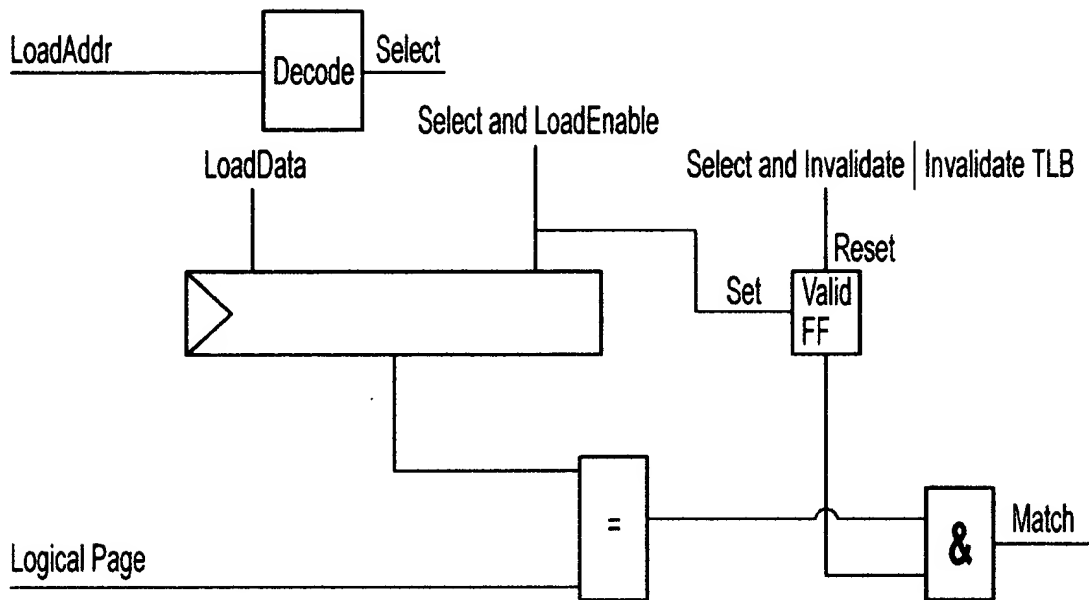 LoadAddr
Decode
Select
Select and LoadEnable
LoadData
Select and Invalidate | Invalidate TLB
Reset
Set
Valid
FF
=
Logical Page
&
Match